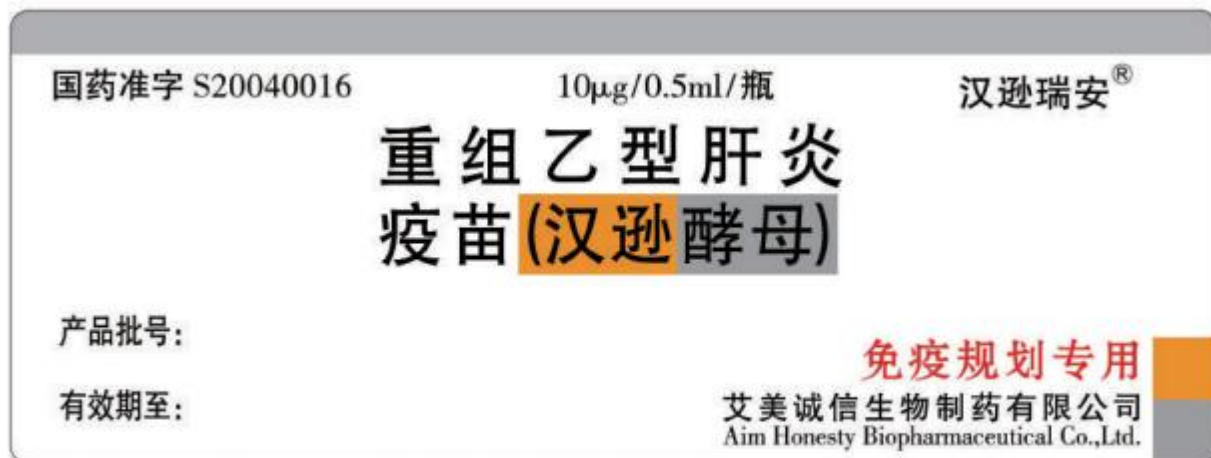 国药准字 S20040016 10μg/0.5ml/瓶 汉逊瑞安®
重组乙型肝炎
疫苗(汉逊酵母)
产品批号:
免疫规划专用
有效期至:
艾美诚信生物制药有限公司
Aim Honesty Biopharmaceutical Co.,Ltd.